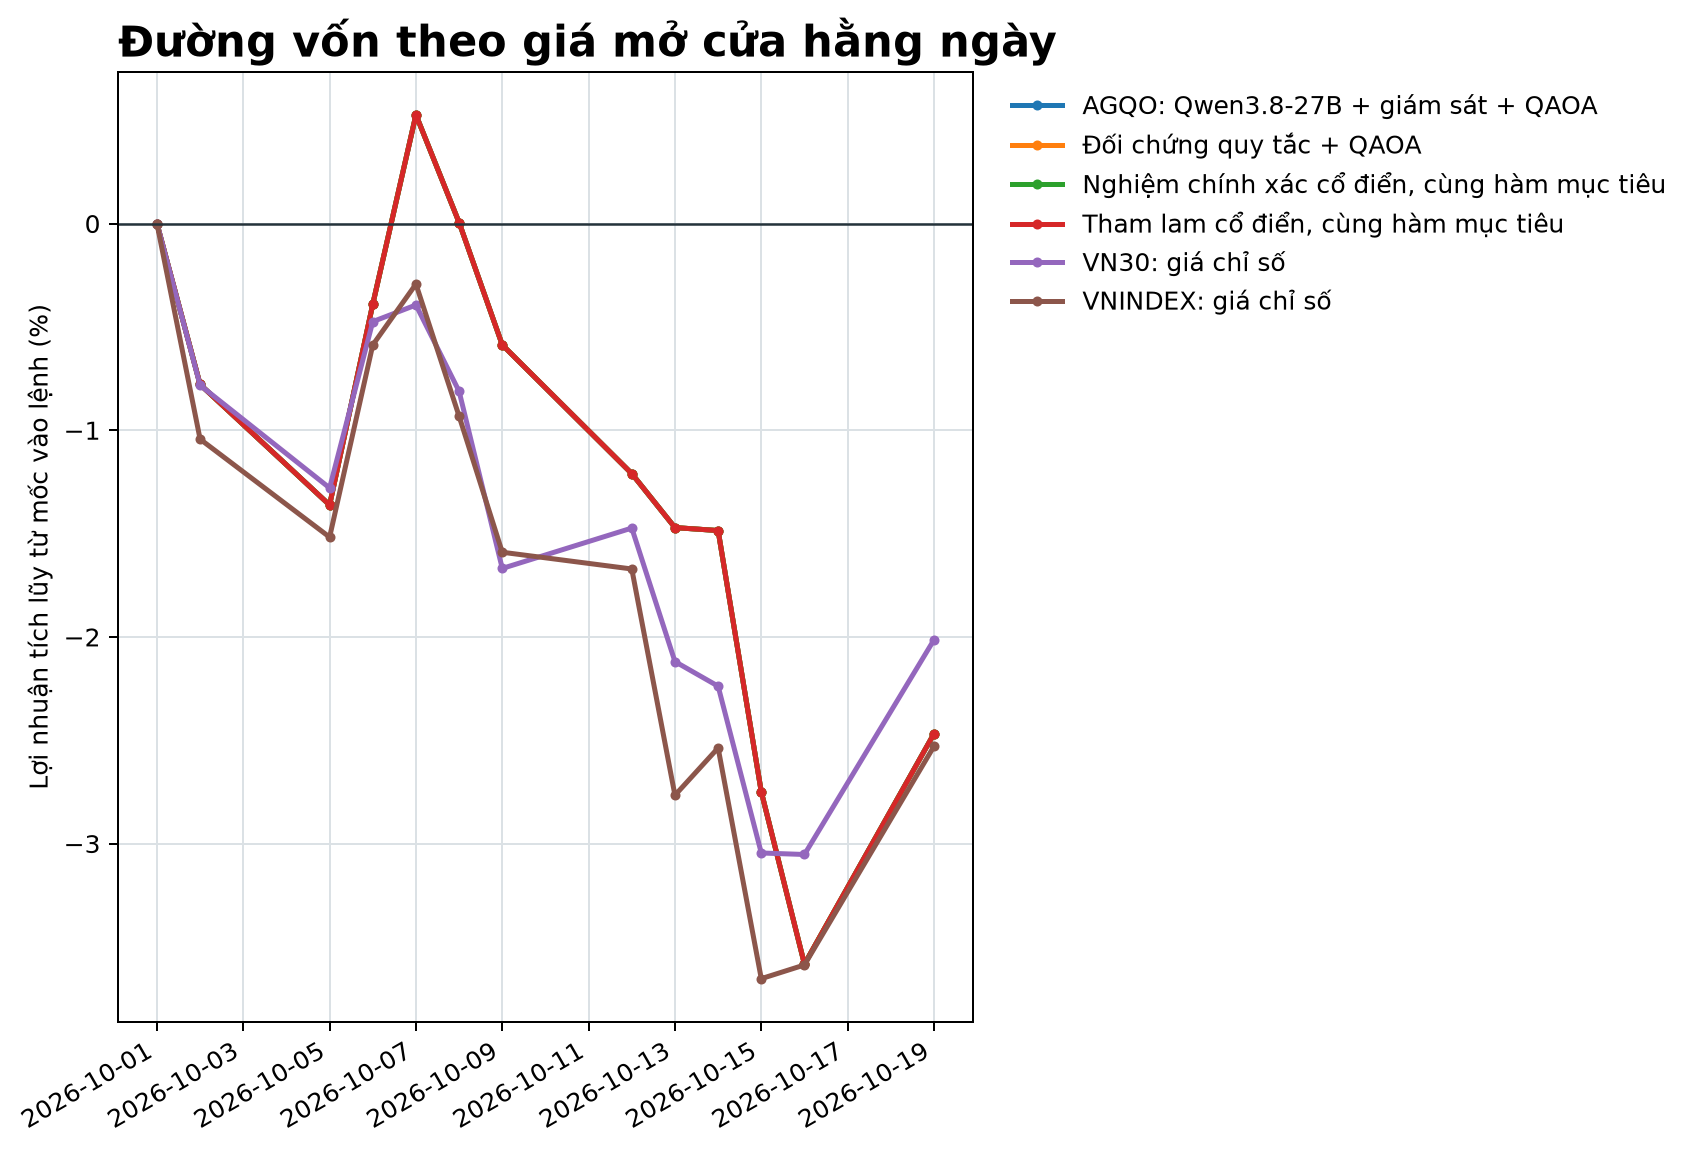 Đường vốn theo giá mở cửa hằng ngày
AGQO: Qwen3.8-27B + giám sát + QAOA
Đối chứng quy tắc + QAOA
Nghiệm chính xác cổ điển, cùng hàm mục tiêu
Tham lam cổ điển, cùng hàm mục tiêu
VN30: giá chỉ số
VNINDEX: giá chỉ số
Lợi nhuận tích lũy từ mốc vào lệnh (%)
0
−1
−2
−3
2026-10-01
2026-10-03
2026-10-05
2026-10-07
2026-10-09
2026-10-11
2026-10-13
2026-10-15
2026-10-17
2026-10-19